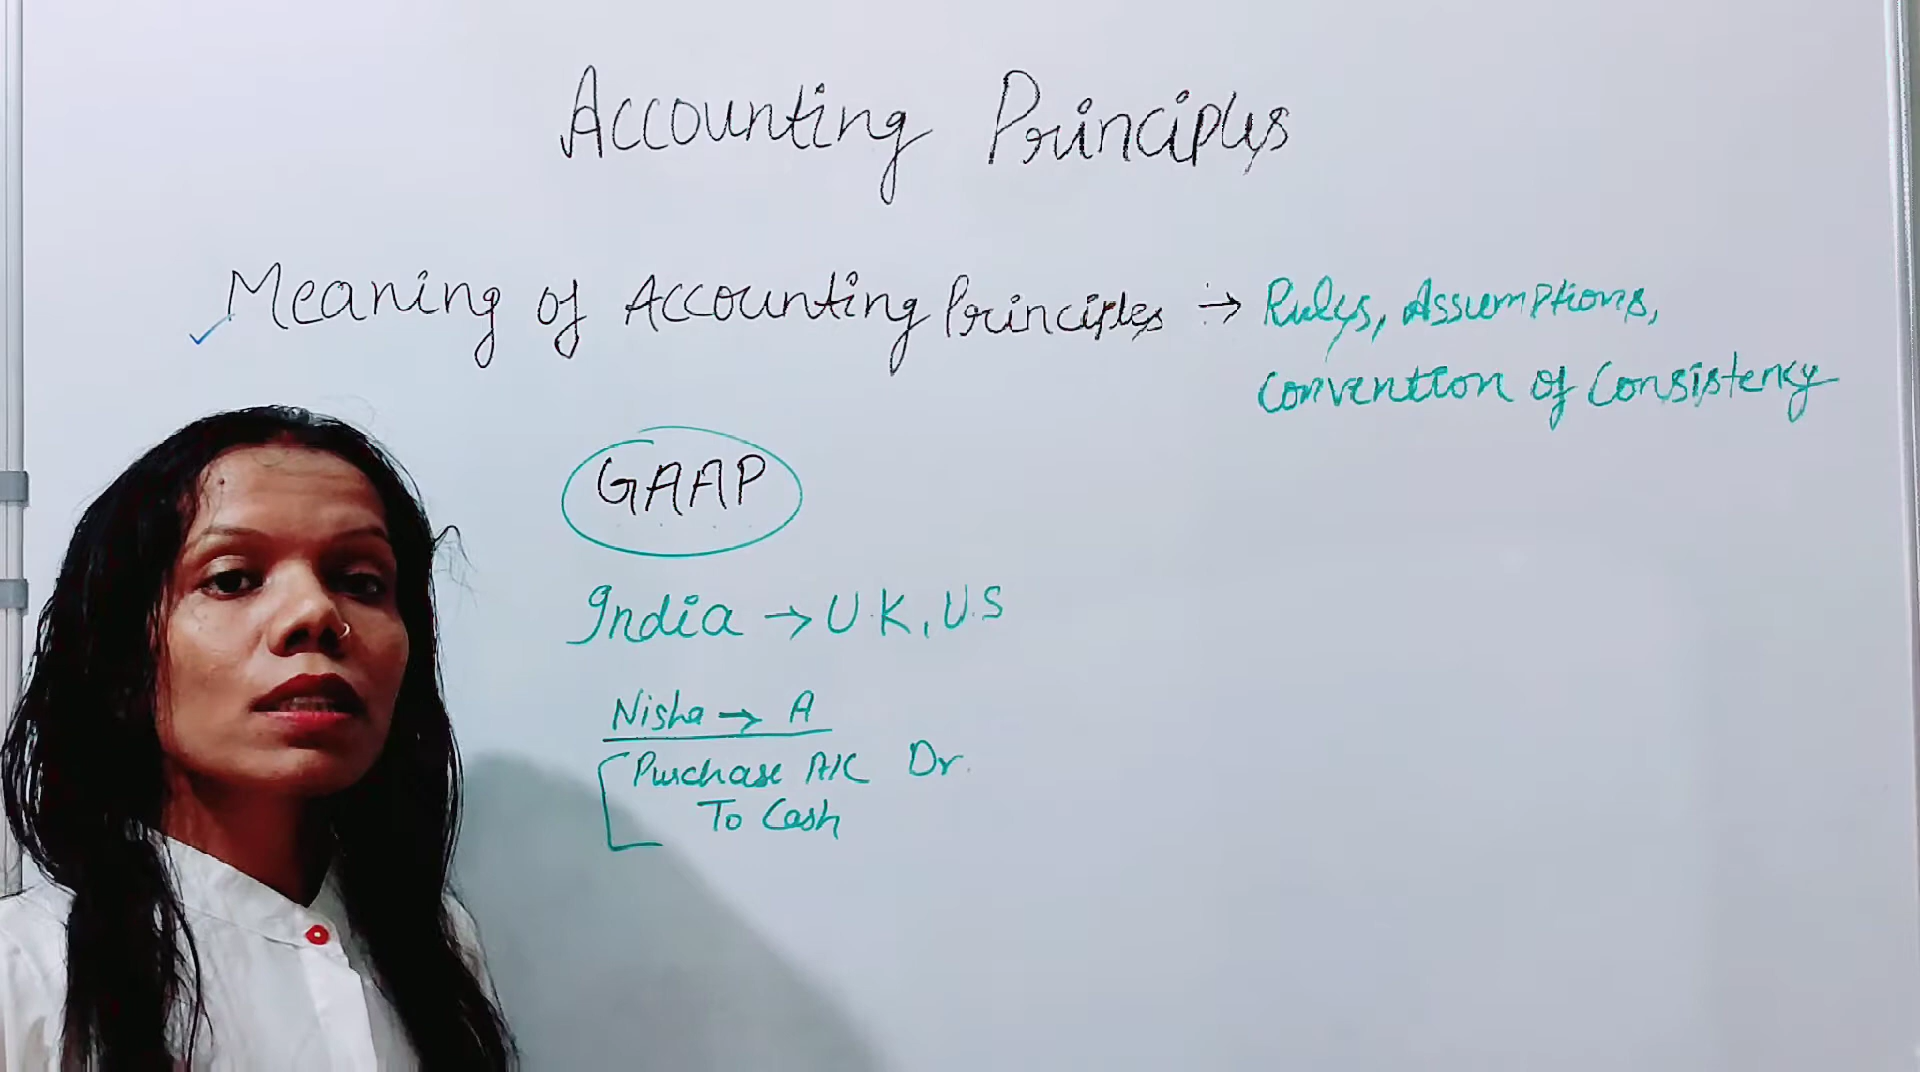 Accounting Principles
Meaning of Accounting Principles → Rules, Assumptions,
Convention of Consistency
GAAP
India → U.K, U.S
Nisha → A
Purchase A/C Dr.
To Cash